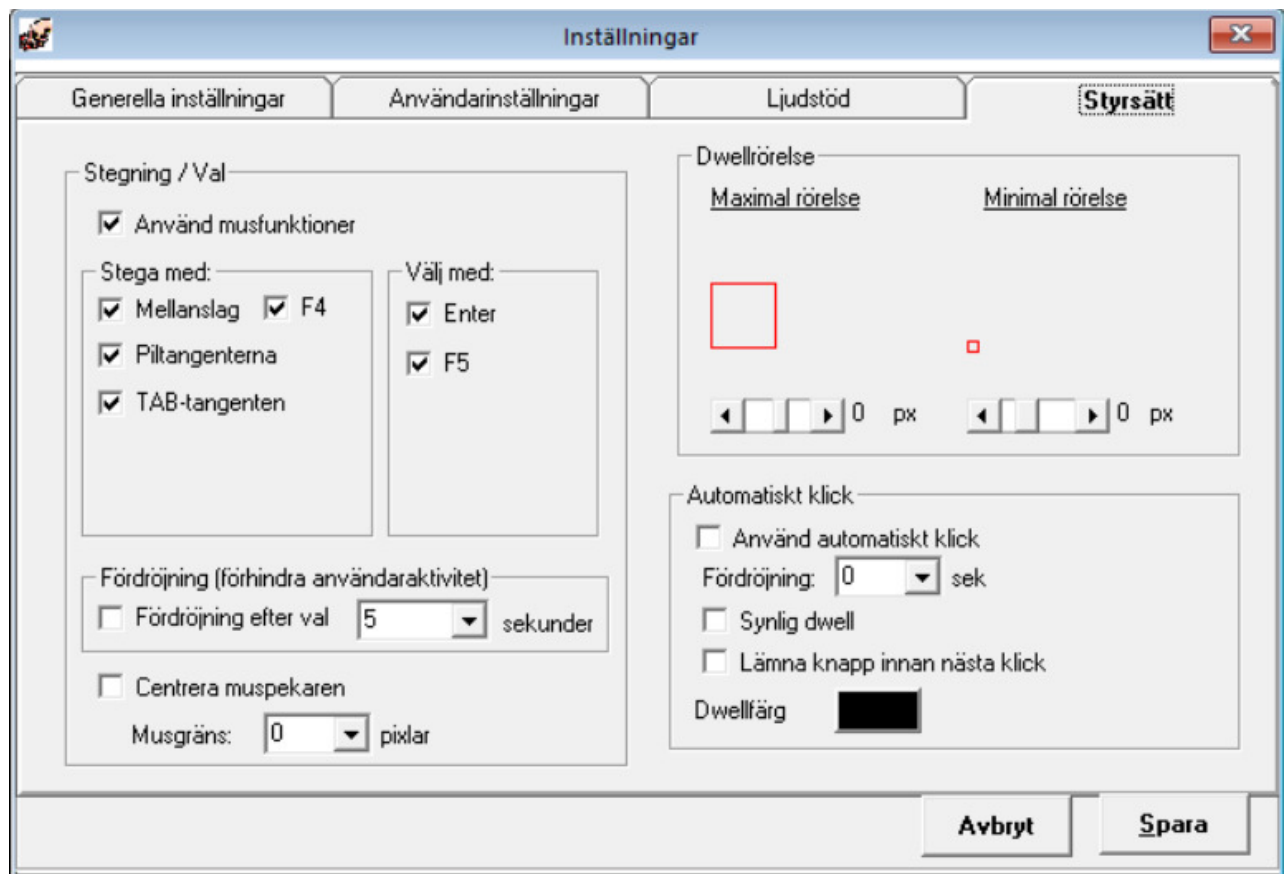 Inställningar
Generella inställningar
Användarinställningar
Ljudstöd
Styrsätt
Stegning / Val
Använd musfunktioner
Stega med:
Mellanslag
F4
Piltangenterna
TAB-tangenten
Välj med:
Enter
F5
Fördröjning (förhindra användaraktivitet)
Fördröjning efter val 5 sekunder
Centrera muspekaren
Musgräns: 0 pixlar
Dwellrörelse
Maximal rörelse
Minimal rörelse
0 px
0 px
Automatiskt klick
Använd automatiskt klick
Fördröjning: 0 sek
Synlig dwell
Lämna knapp innan nästa klick
Dwellfärg
Avbryt
Spara